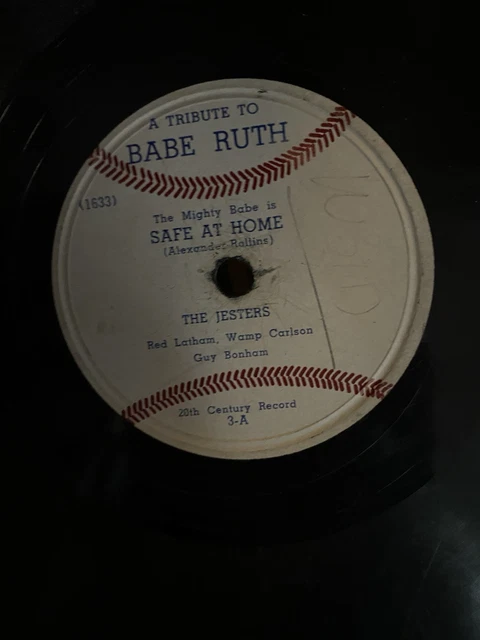 A TRIBUTE TO
BABE RUTH
(1633)
The Mighty Babe is
SAFE AT HOME
(Alexander-Rollins)
THE JESTERS
Red Latham, Wamp Carlson
Guy Bonham
20th Century Record
3-A